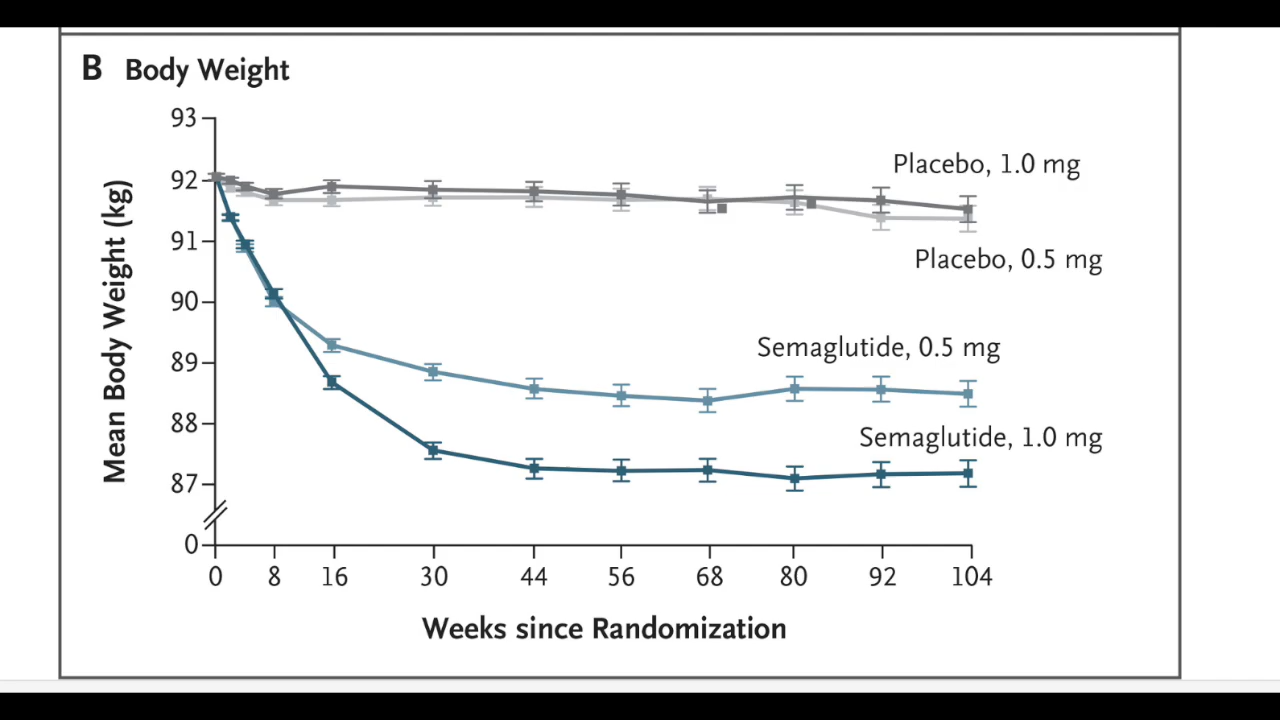 B Body Weight
93
92
91
90
89
88
87
0
Mean Body Weight (kg)
Placebo, 1.0 mg
Placebo, 0.5 mg
Semaglutide, 0.5 mg
Semaglutide, 1.0 mg
0 8 16 30 44 56 68 80 92 104
Weeks since Randomization